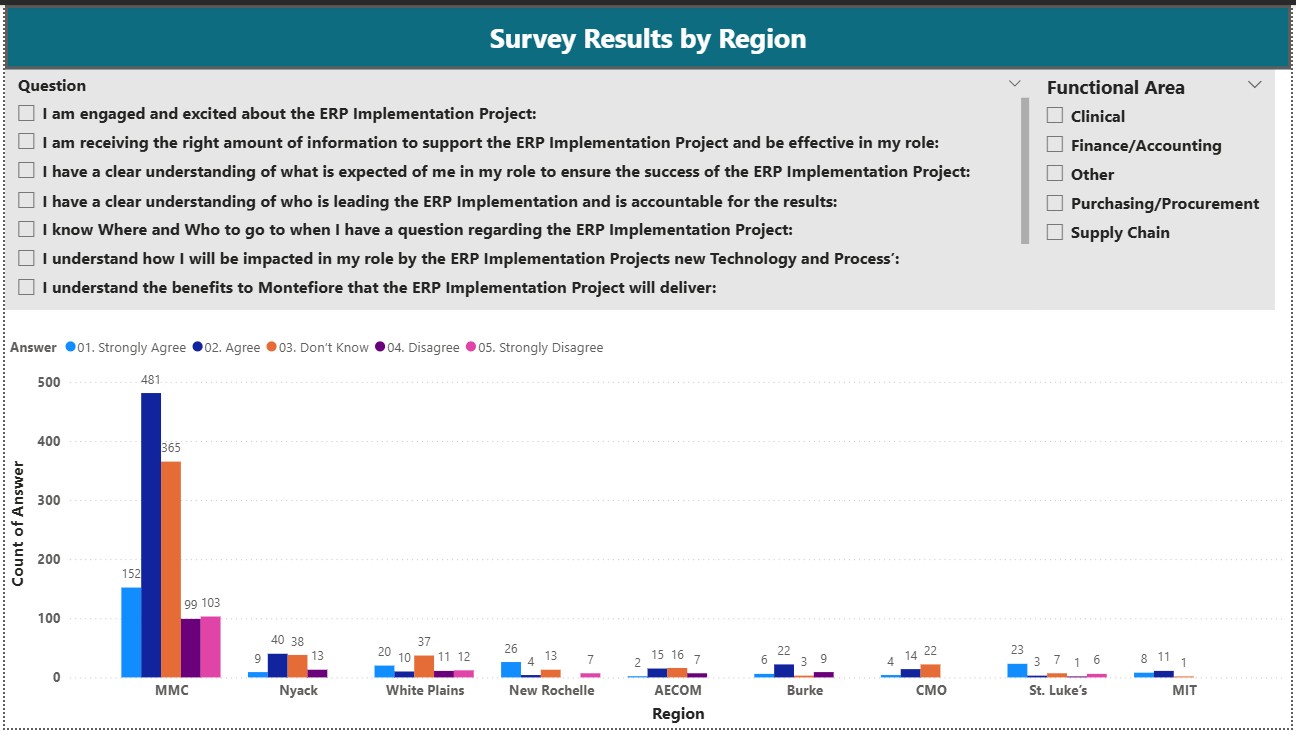 Survey Results by Region
Question
I am engaged and excited about the ERP Implementation Project:
I am receiving the right amount of information to support the ERP Implementation Project and be effective in my role:
I have a clear understanding of what is expected of me in my role to ensure the success of the ERP Implementation Project:
I have a clear understanding of who is leading the ERP Implementation and is accountable for the results:
I know Where and Who to go to when I have a question regarding the ERP Implementation Project:
I understand how I will be impacted in my role by the ERP Implementation Projects new Technology and Process’:
I understand the benefits to Montefiore that the ERP Implementation Project will deliver:
Functional Area
Clinical
Finance/Accounting
Other
Purchasing/Procurement
Supply Chain
Answer 01. Strongly Agree 02. Agree 03. Don’t Know 04. Disagree 05. Strongly Disagree
Count of Answer
500
400
300
200
100
0
152 481 365 99 103
9 40 38 13
20 10 37 11 12
26 4 13 7
2 15 16 7
6 22 3 9
4 14 22
23 3 7 1 6
8 11 1
MMC Nyack White Plains New Rochelle AECOM Burke CMO St. Luke’s MIT
Region